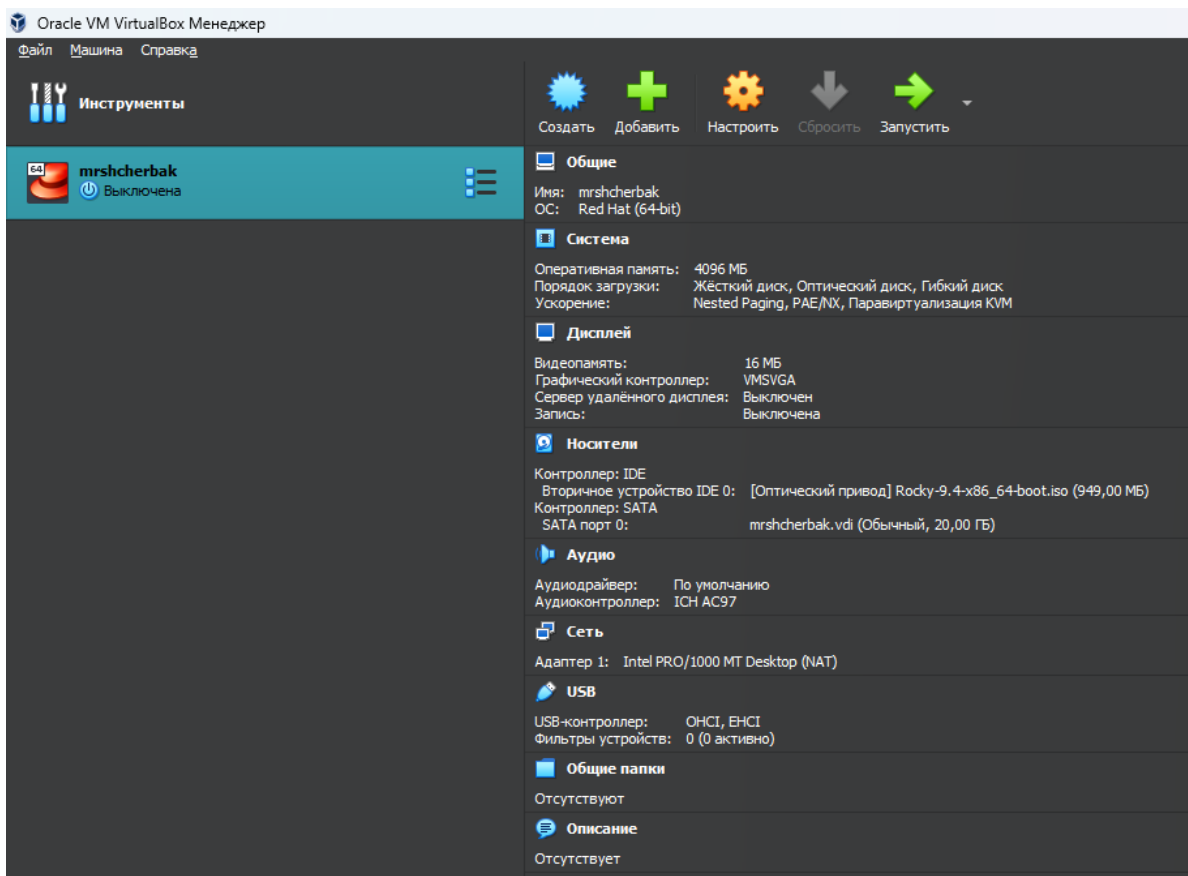 Oracle VM VirtualBox Менеджер
Файл Машина Справка
Инструменты
Создать Добавить Настроить Сбросить Запустить
64
mrshcherbak
Выключена
Общие
Имя: mrshcherbak
ОС: Red Hat (64-bit)
Система
Оперативная память: 4096 МБ
Порядок загрузки: Жёсткий диск, Оптический диск, Гибкий диск
Ускорение: Nested Paging, PAE/NX, Паравиртуализация KVM
Дисплей
Видеопамять: 16 МБ
Графический контроллер: VMSVGA
Сервер удалённого дисплея: Выключен
Запись: Выключена
Носители
Контроллер: IDE
Вторичное устройство IDE 0: [Оптический привод] Rocky-9.4-x86_64-boot.iso (949,00 МБ)
Контроллер: SATA
SATA порт 0: mrshcherbak.vdi (Обычный, 20,00 ГБ)
Аудио
Аудиодрайвер: По умолчанию
Аудиоконтроллер: ICH AC97
Сеть
Адаптер 1: Intel PRO/1000 MT Desktop (NAT)
USB
USB-контроллер: OHCI, EHCI
Фильтры устройств: 0 (0 активно)
Общие папки
Отсутствуют
Описание
Отсутствует